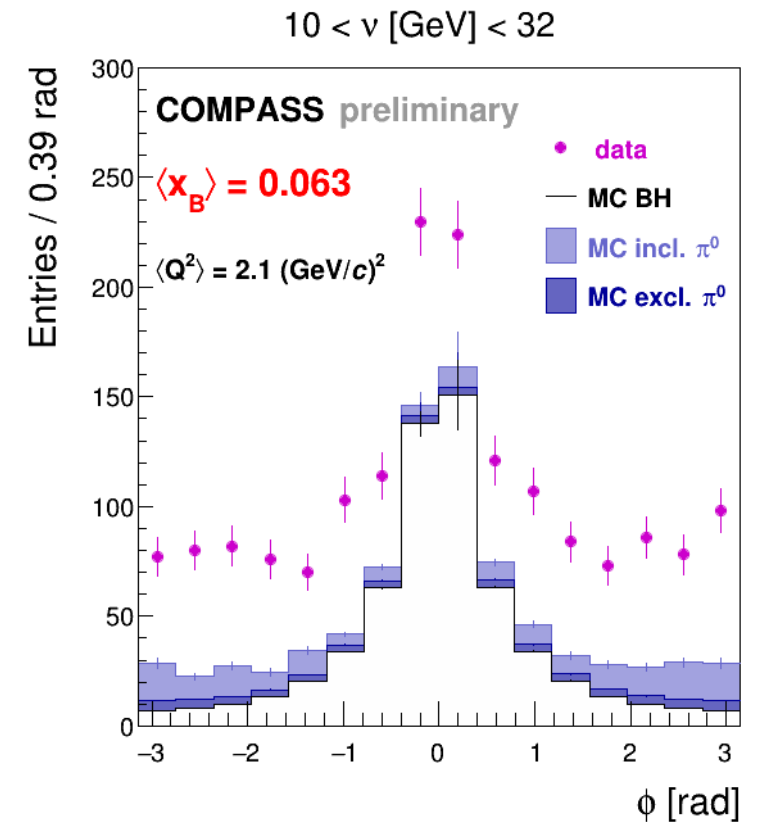 10 < ν [GeV] < 32
Entries / 0.39 rad
300
250
200
150
100
50
0
COMPASS preliminary
⟨x_B⟩ = 0.063
⟨Q²⟩ = 2.1 (GeV/c)²
data
MC BH
MC incl. π⁰
MC excl. π⁰
−3 −2 −1 0 1 2 3
ϕ [rad]